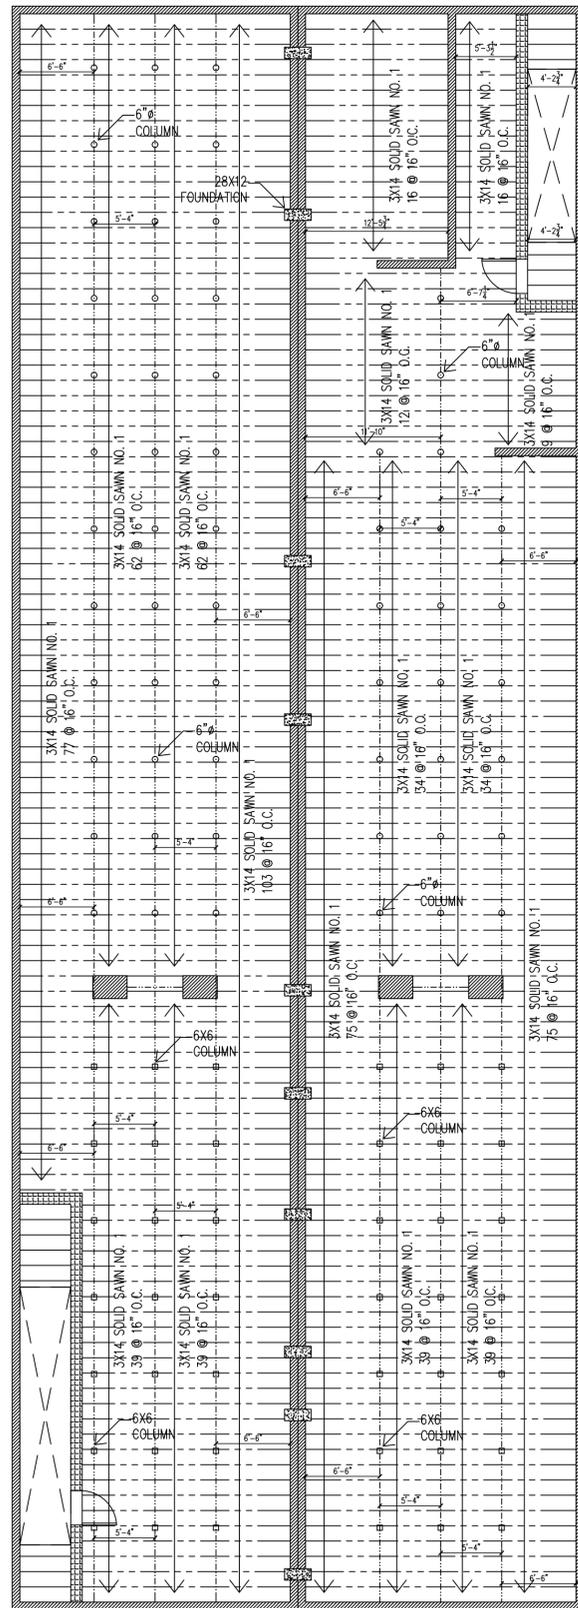 5'-3½"
6'-6"
4'-2¾"
6"ø
COLUMN
3X14 SOLID SAWN NO. 1
16 @ 16" O.C.
3X14 SOLID SAWN NO. 1
16 @ 16" O.C.
28X12
FOUNDATION
5'-4"
12'-5¾"
4'-2¾"
6'-7¼"
3X14 SOLID SAWN NO. 1
12 @ 16" O.C.
6"ø
COLUMN
3X14 SOLID SAWN NO. 1
9 @ 16" O.C.
11'-10"
3X14 SOLID SAWN NO. 1
62 @ 16" O.C.
3X14 SOLID SAWN NO. 1
62 @ 16" O.C.
6'-6"
5'-4"
5'-4"
6'-6"
6'-6"
3X14 SOLID SAWN NO. 1
77 @ 16" O.C.
3X14 SOLID SAWN NO. 1
34 @ 16" O.C.
3X14 SOLID SAWN NO. 1
34 @ 16" O.C.
6"ø
COLUMN
5'-4"
3X14 SOLID SAWN NO. 1
103 @ 16" O.C.
6'-6"
6"ø
COLUMN
3X14 SOLID SAWN NO. 1
75 @ 16" O.C.
3X14 SOLID SAWN NO. 1
75 @ 16" O.C.
6X6
COLUMN
5'-4"
6X6
COLUMN
6'-6"
5'-4"
3X14 SOLID SAWN NO. 1
39 @ 16" O.C.
3X14 SOLID SAWN NO. 1
39 @ 16" O.C.
3X14 SOLID SAWN NO. 1
39 @ 16" O.C.
3X14 SOLID SAWN NO. 1
39 @ 16" O.C.
6X6
COLUMN
6'-6"
6X6
COLUMN
6'-6"
5'-4"
5'-4"
5'-4"
6'-6"